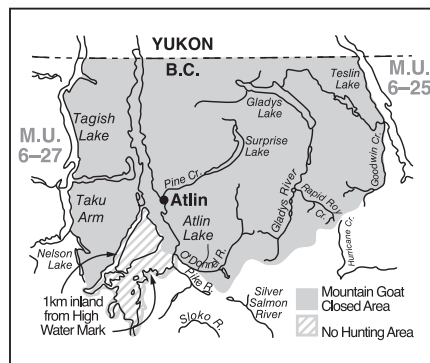 YUKON
B.C.
Teslin
Lake
M.U.
6–25
Gladys
Lake
Tagish
Lake
M.U.
6–27
Surprise
Lake
Pine Cr.
Goodwin Cr.
Atlin
Taku
Arm
Atlin
Lake
Gladys River
Rapid Roy
Cr.
Hurricane Cr.
Nelson
Lake
O'Donnel R.
Pike R.
1km inland
from High
Water Mark
Silver
Salmon
River
Sloko R.
Mountain Goat
Closed Area
No Hunting Area